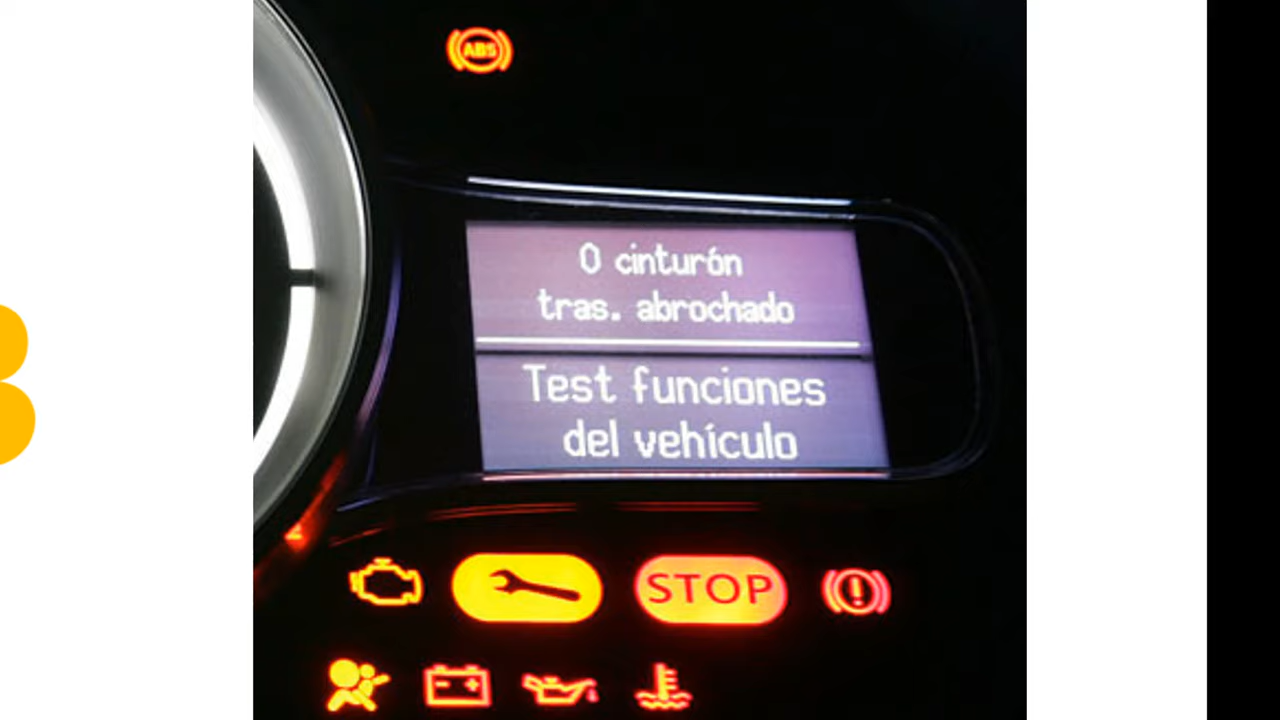 ABS
0 cinturón
tras. abrochado
Test funciones
del vehículo
STOP